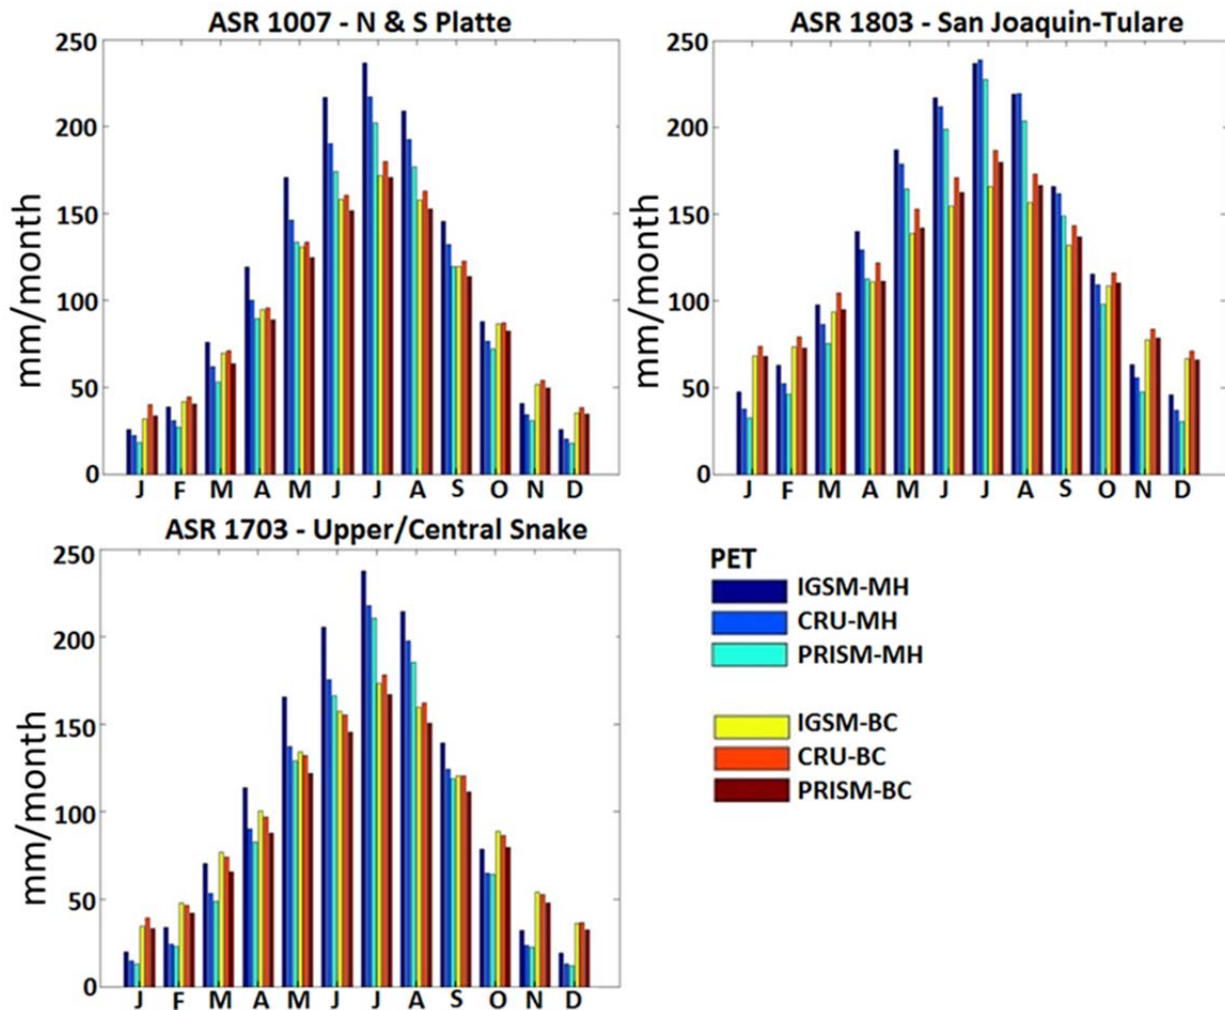 ASR 1007 - N & S Platte
250
200
150
100
50
0
mm/month
J F M A M J J A S O N D
ASR 1803 - San Joaquin-Tulare
250
200
150
100
50
0
mm/month
J F M A M J J A S O N D
ASR 1703 - Upper/Central Snake
250
200
150
100
50
0
mm/month
J F M A M J J A S O N D
PET
IGSM-MH
CRU-MH
PRISM-MH
IGSM-BC
CRU-BC
PRISM-BC